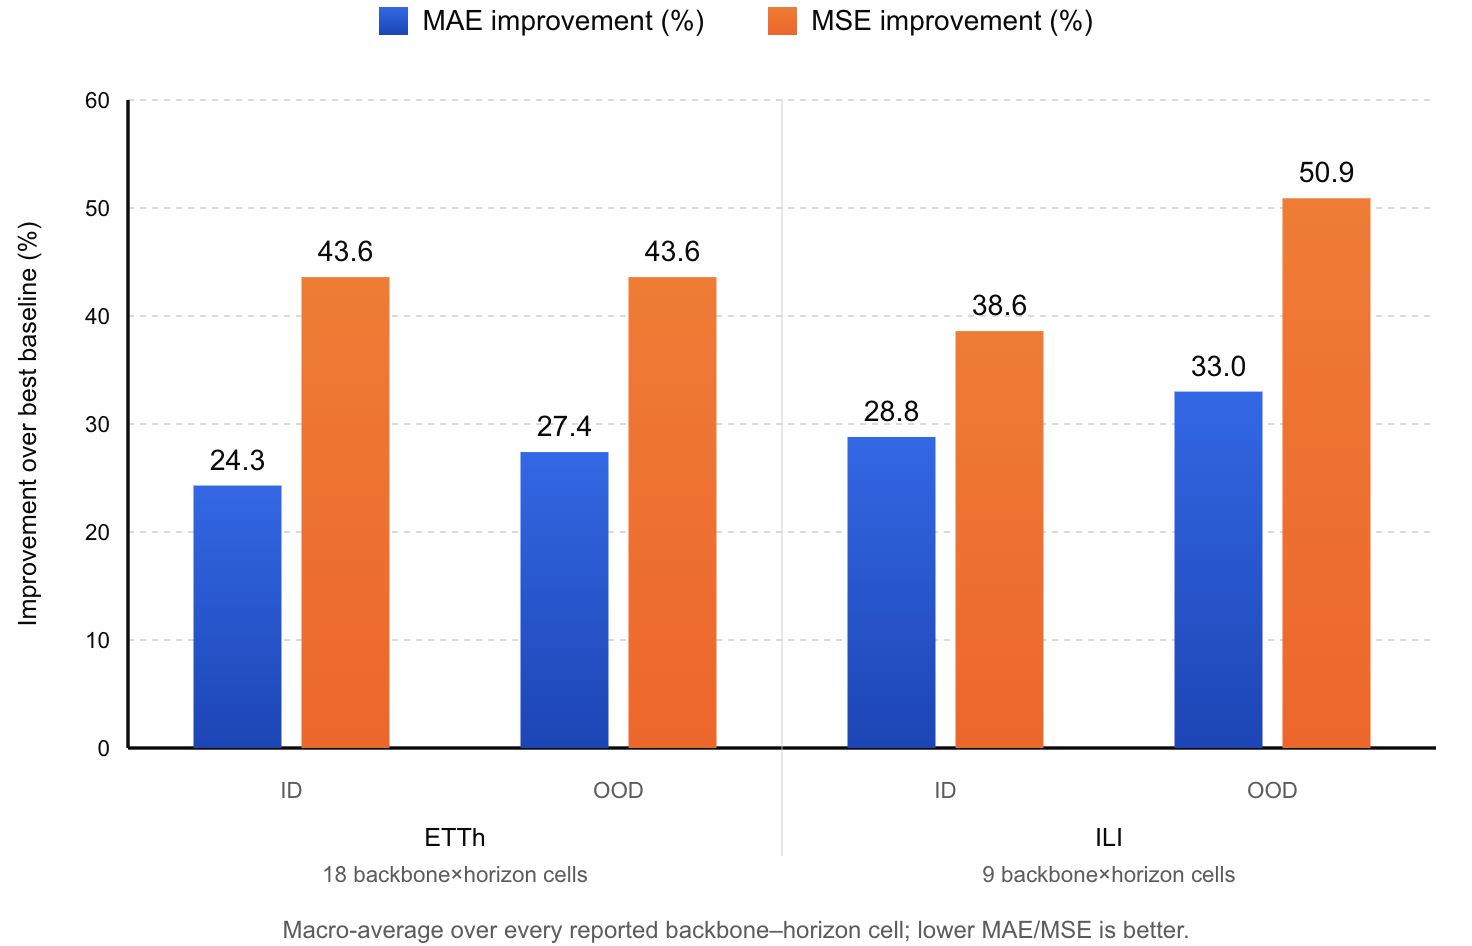 MAE improvement (%) MSE improvement (%)
Improvement over best baseline (%)
60
50
40
30
20
10
0
24.3
43.6
27.4
43.6
28.8
38.6
33.0
50.9
ID OOD ID OOD
ETTh ILI
18 backbone×horizon cells 9 backbone×horizon cells
Macro-average over every reported backbone–horizon cell; lower MAE/MSE is better.